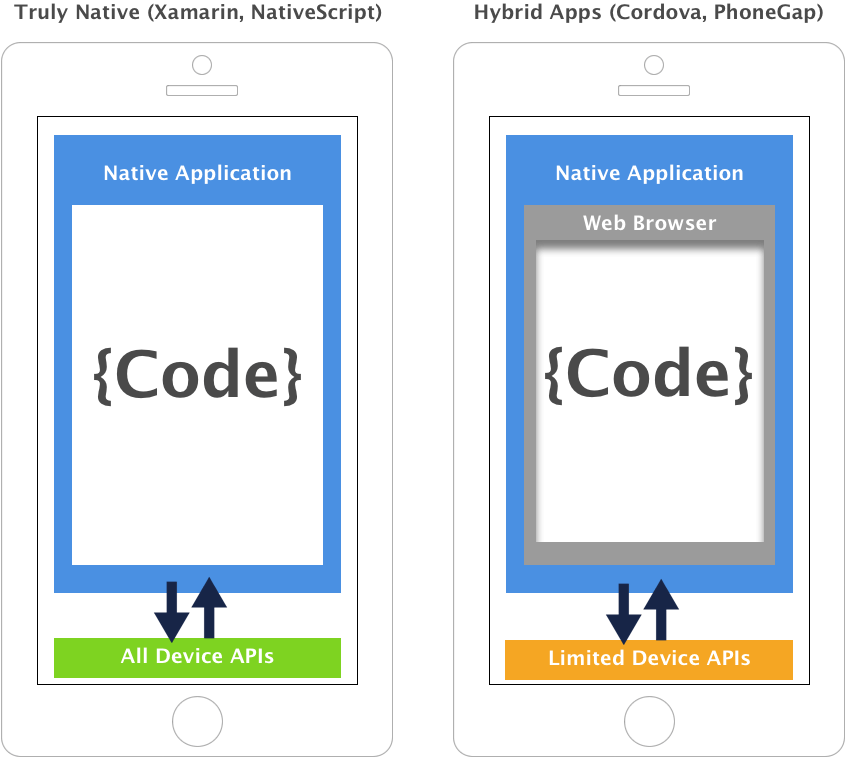 Truly Native (Xamarin, NativeScript)
Native Application
{Code}
All Device APIs
Hybrid Apps (Cordova, PhoneGap)
Native Application
Web Browser
{Code}
Limited Device APIs